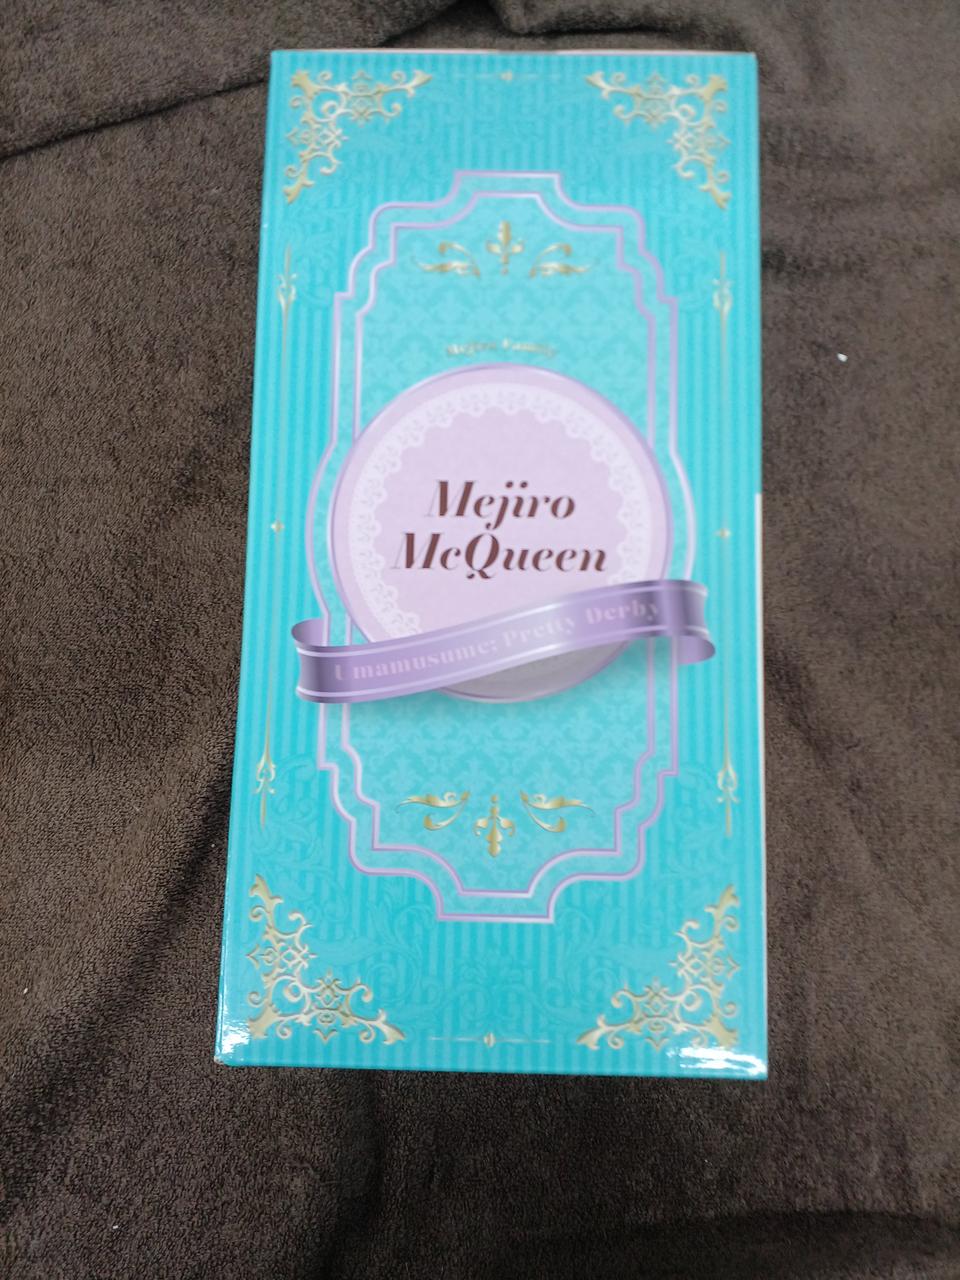 Mejiro Family
Mejiro
McQueen
Umamusume; Pretty Derby